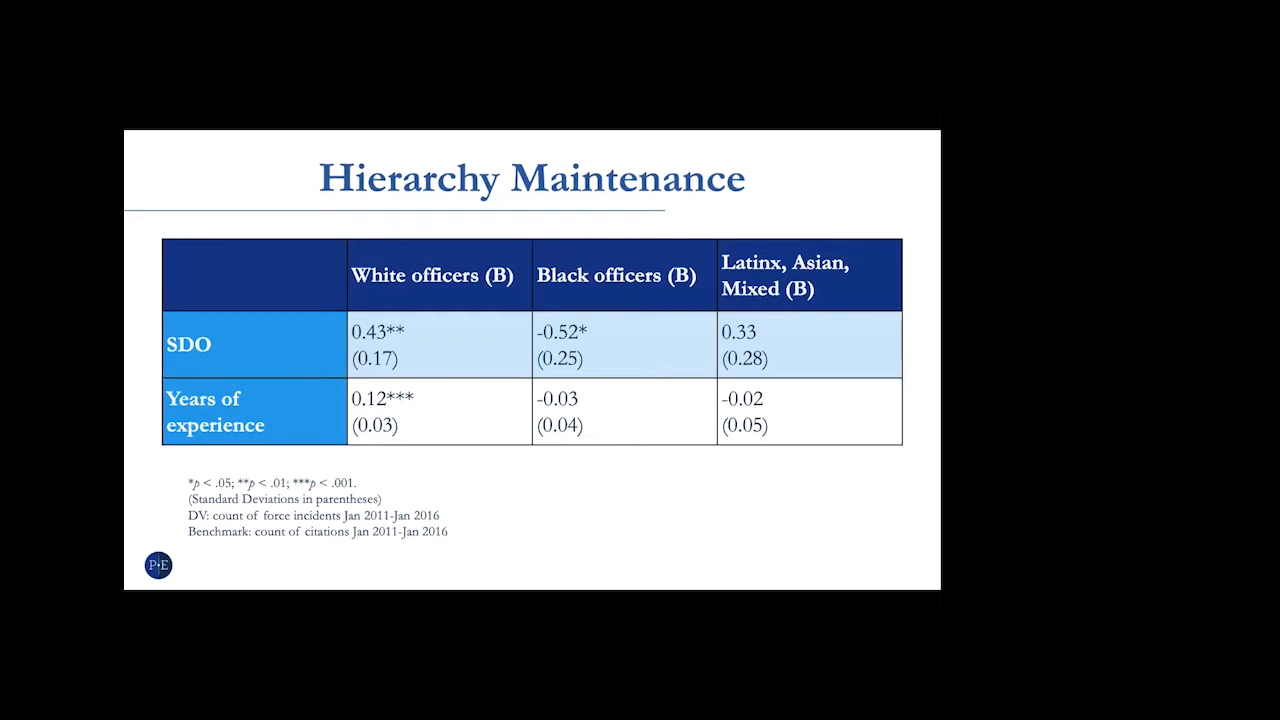 Hierarchy Maintenance
White officers (B)
Black officers (B)
Latinx, Asian,
Mixed (B)
SDO
0.43**
(0.17)
-0.52*
(0.25)
0.33
(0.28)
Years of
experience
0.12***
(0.03)
-0.03
(0.04)
-0.02
(0.05)
*p < .05; **p < .01; ***p < .001.
(Standard Deviations in parentheses)
DV: count of force incidents Jan 2011-Jan 2016
Benchmark: count of citations Jan 2011-Jan 2016
P•E